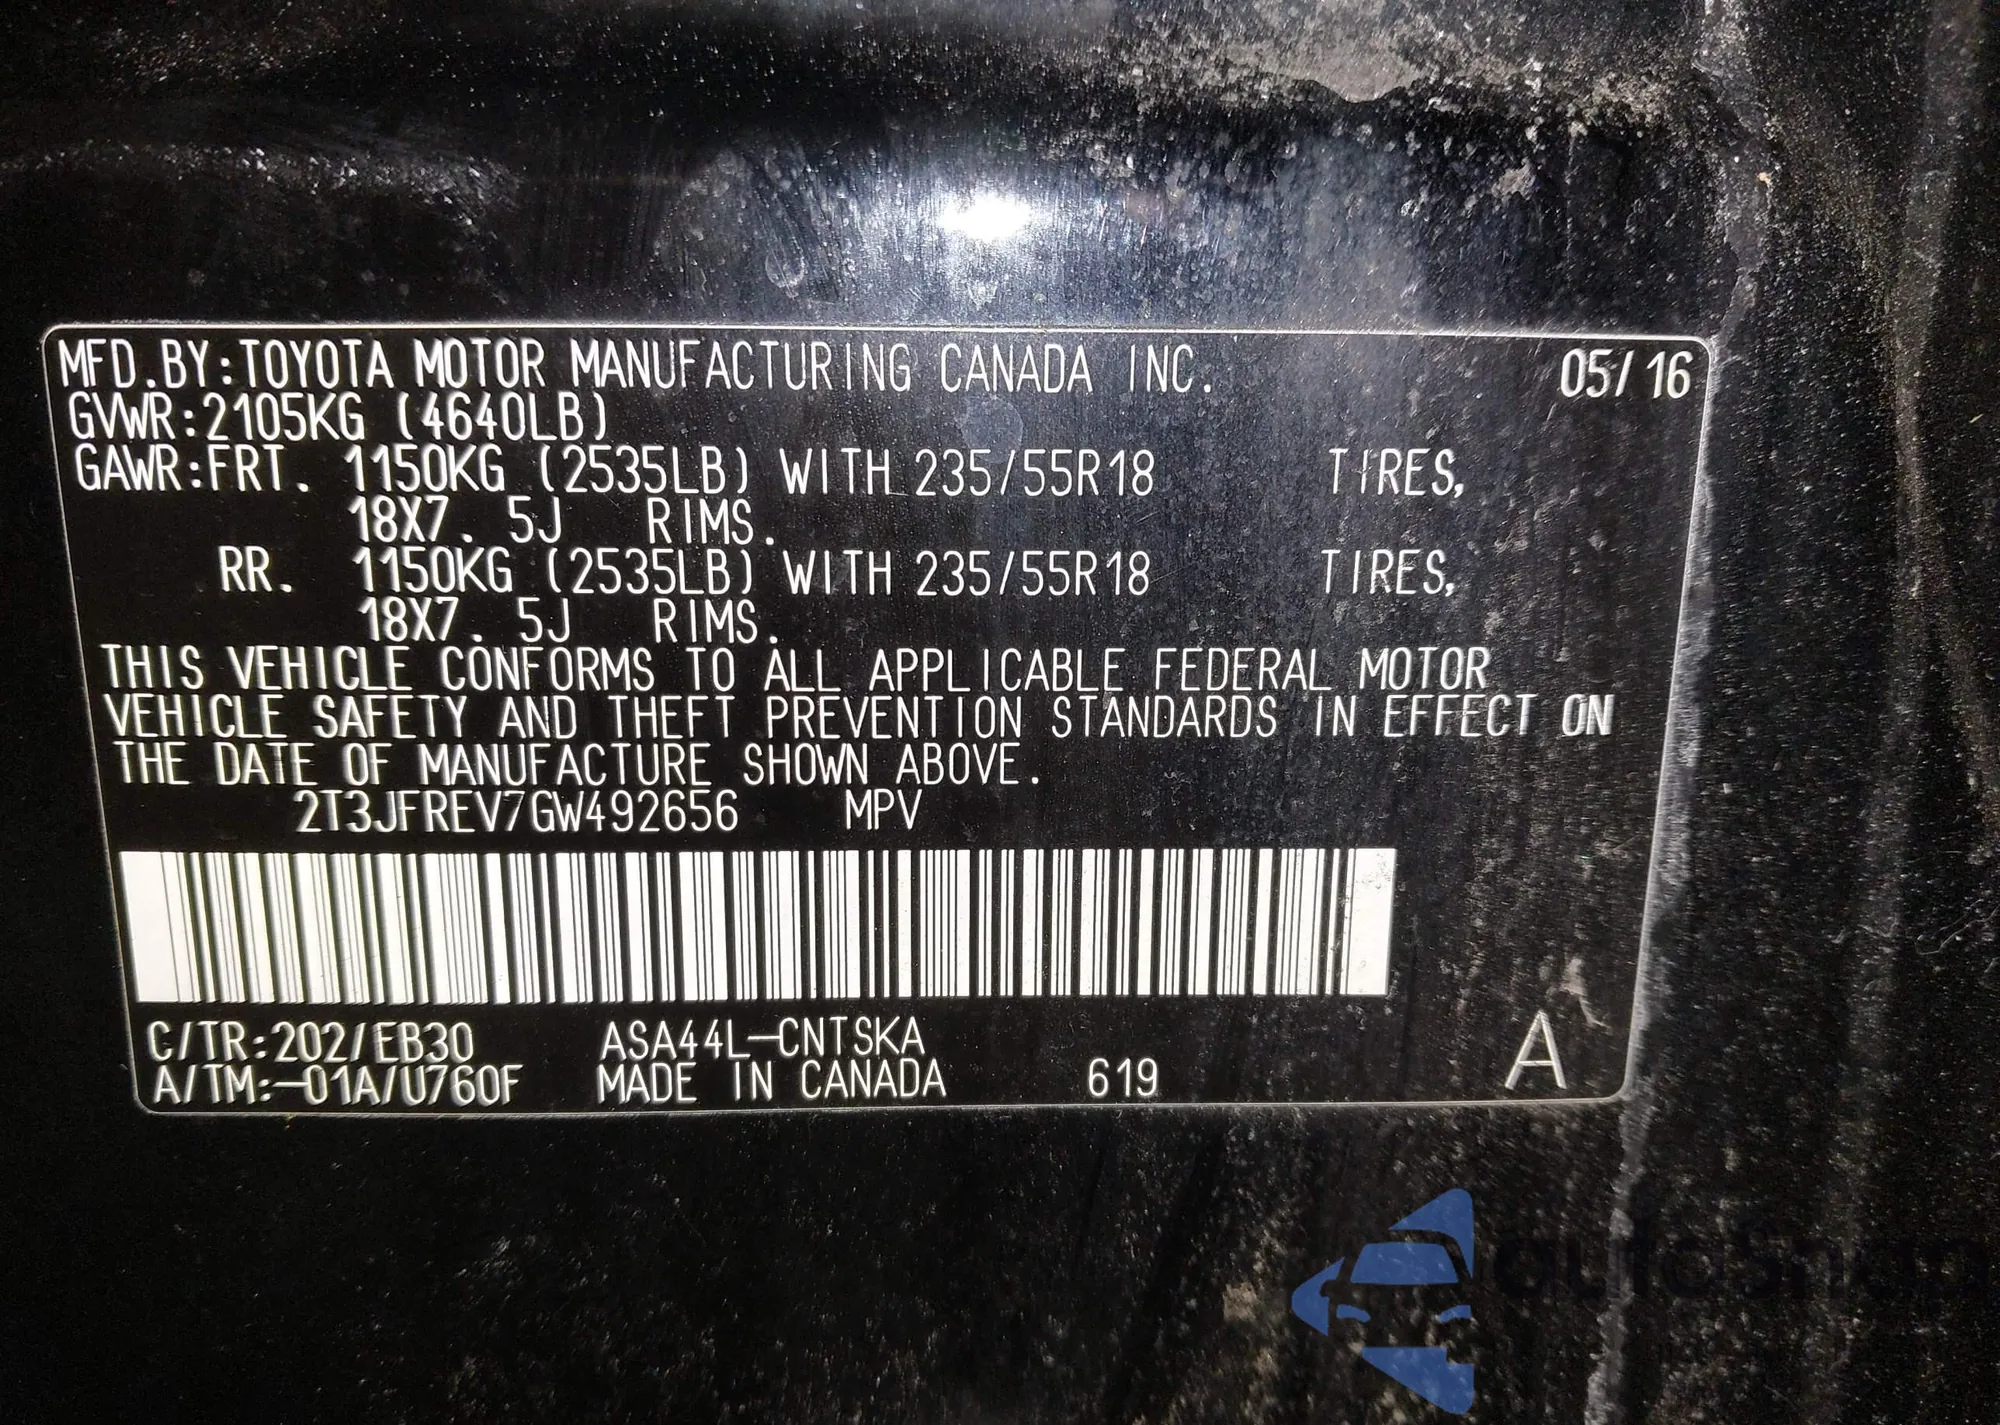 MFD.BY:TOYOTA MOTOR MANUFACTURING CANADA INC. 05/16
GVWR:2105KG (4640LB)
GAWR:FRT. 1150KG (2535LB) WITH 235/55R18 TIRES,
18X7. 5J RIMS.
RR. 1150KG (2535LB) WITH 235/55R18 TIRES,
18X7. 5J RIMS.
THIS VEHICLE CONFORMS TO ALL APPLICABLE FEDERAL MOTOR
VEHICLE SAFETY AND THEFT PREVENTION STANDARDS IN EFFECT ON
THE DATE OF MANUFACTURE SHOWN ABOVE.
2T3JFREV7GW492656 MPV
C/TR:202/EB30 ASA44L-CNTSKA
A/TM:-01A/U760F MADE IN CANADA 619 A
autoSnap